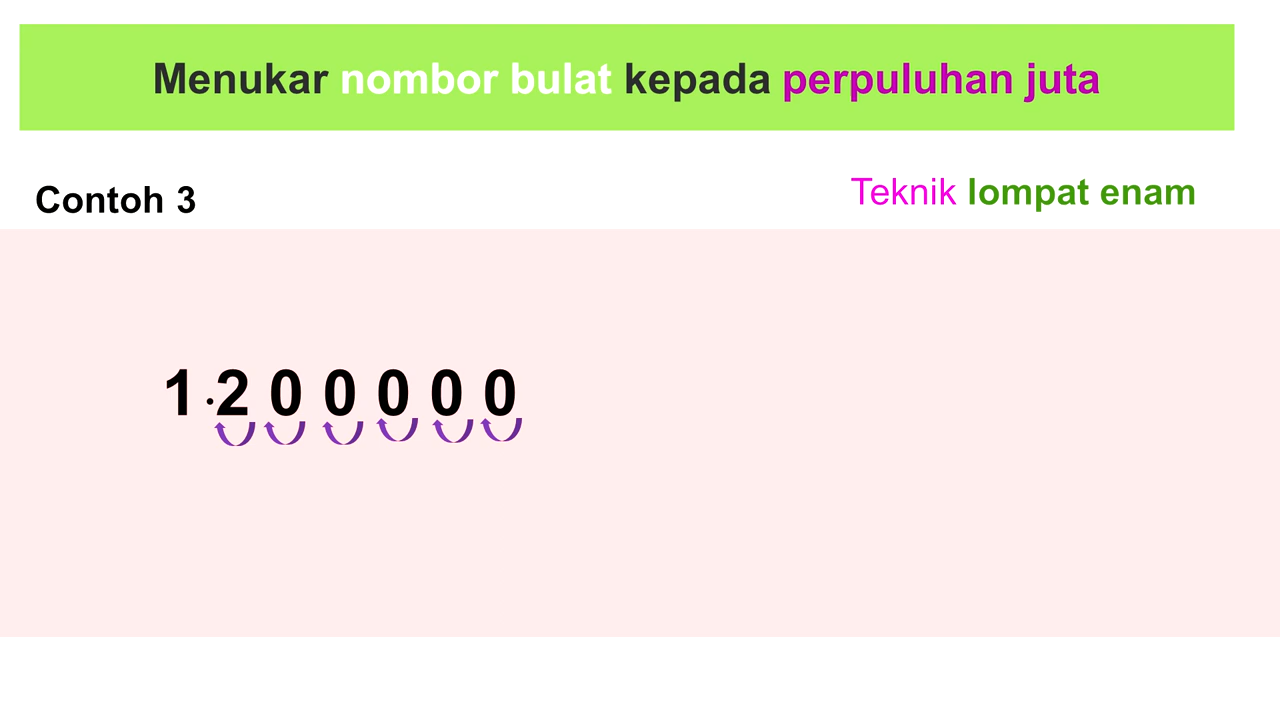 Menukar nombor bulat kepada perpuluhan juta
Contoh 3
Teknik lompat enam
1.2 0 0 0 0 0